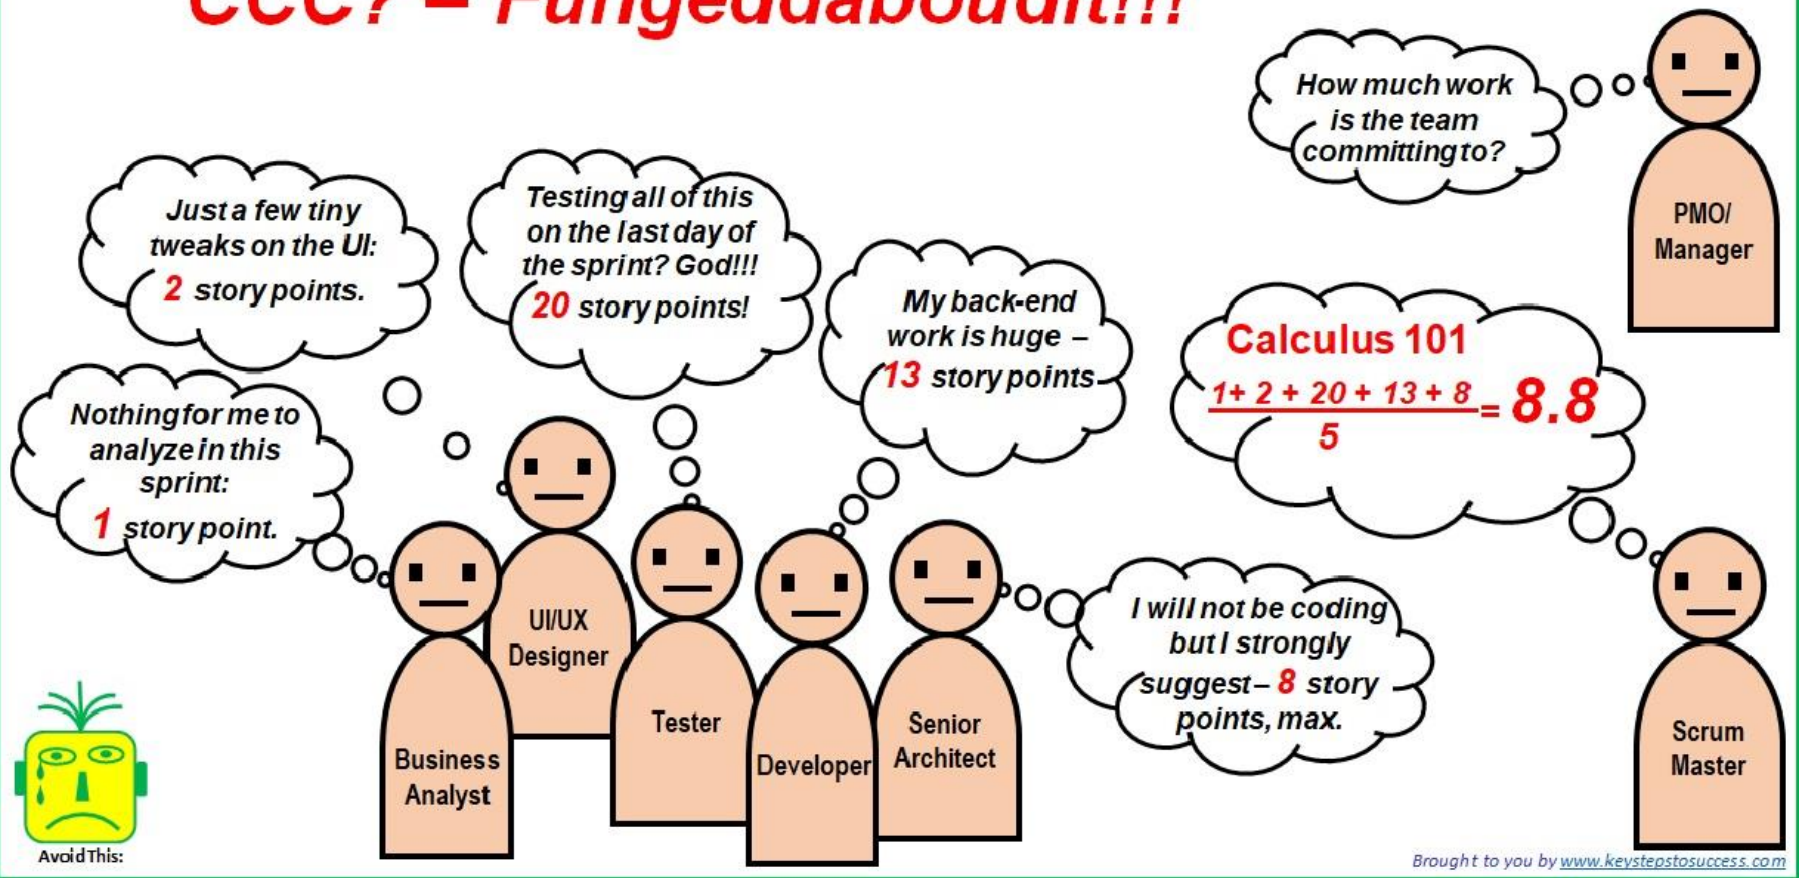 CCC? – Fungeddaboudit!!!
How much work
is the team
committing to?
PMO/
Manager
Just a few tiny
tweaks on the UI:
2 story points.
Testing all of this
on the last day of
the sprint? God!!!
20 story points!
My back-end
work is huge –
13 story points
Calculus 101
1+ 2 + 20 + 13 + 8 = 8.8
5
Nothing for me to
analyze in this
sprint:
1 story point.
I will not be coding
but I strongly
suggest – 8 story
points, max.
UI/UX
Designer
Tester
Business
Analyst
Developer
Senior
Architect
Scrum
Master
Avoid This:
Brought to you by www.keystepstosuccess.com